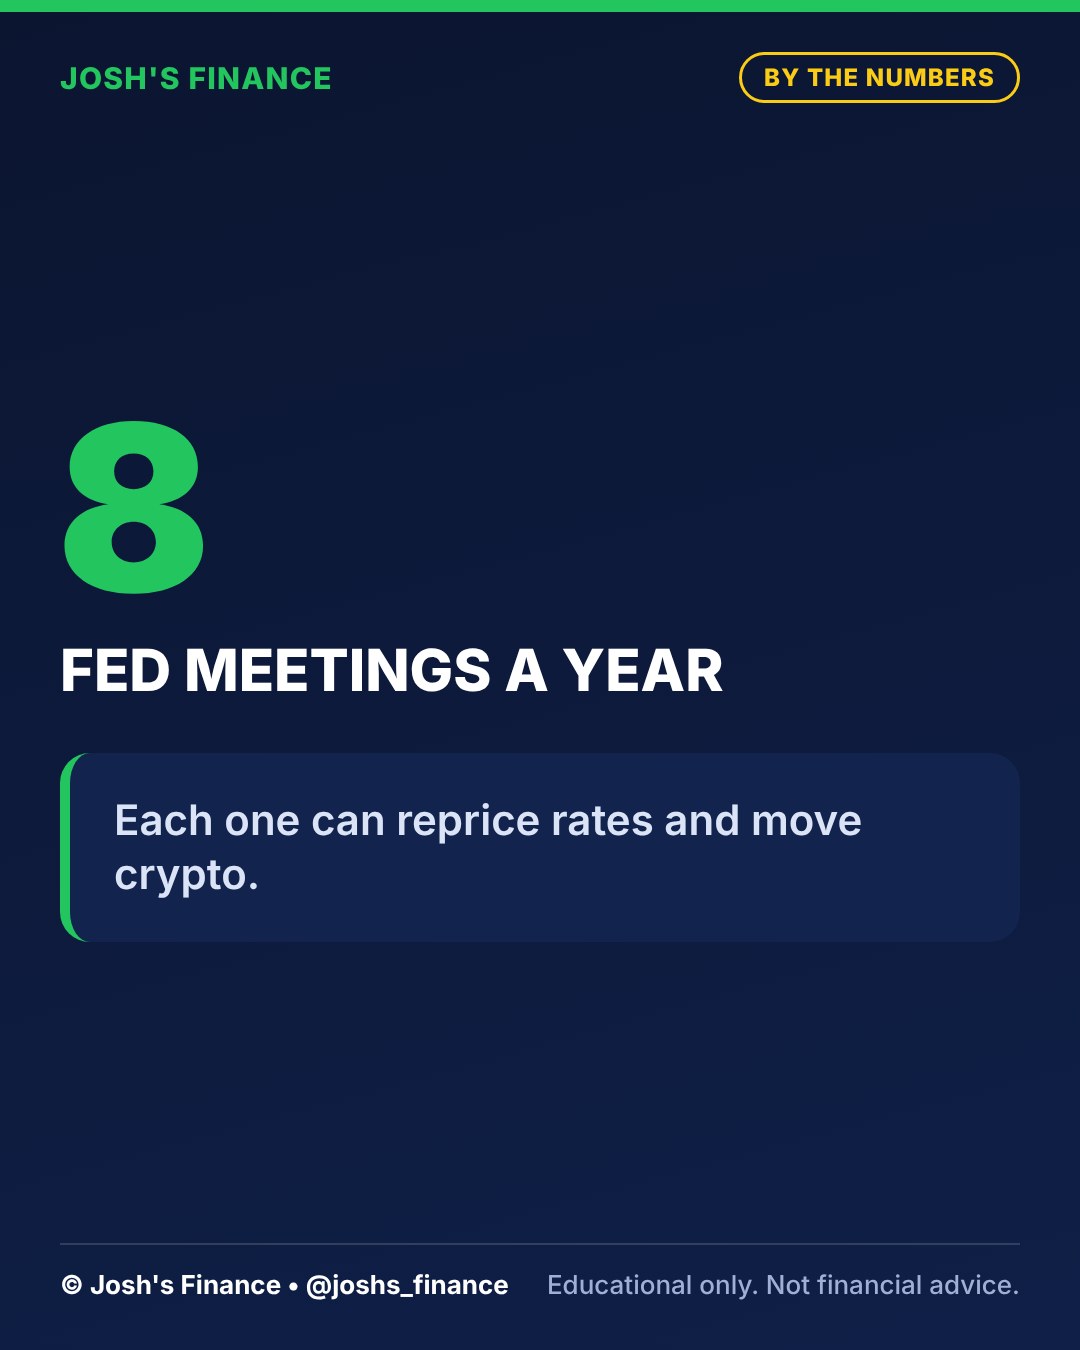 JOSH'S FINANCE
BY THE NUMBERS
8
FED MEETINGS A YEAR
Each one can reprice rates and move
crypto.
© Josh's Finance • @joshs_finance
Educational only. Not financial advice.